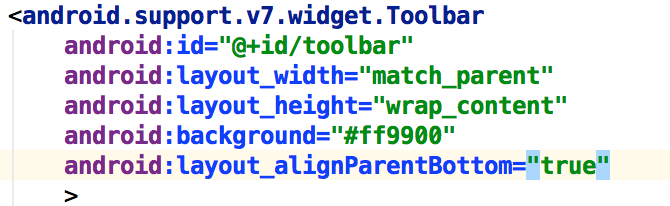 <android.support.v7.widget.Toolbar
android:id="@+id/toolbar"
android:layout_width="match_parent"
android:layout_height="wrap_content"
android:background="#ff9900"
android:layout_alignParentBottom="true"
>